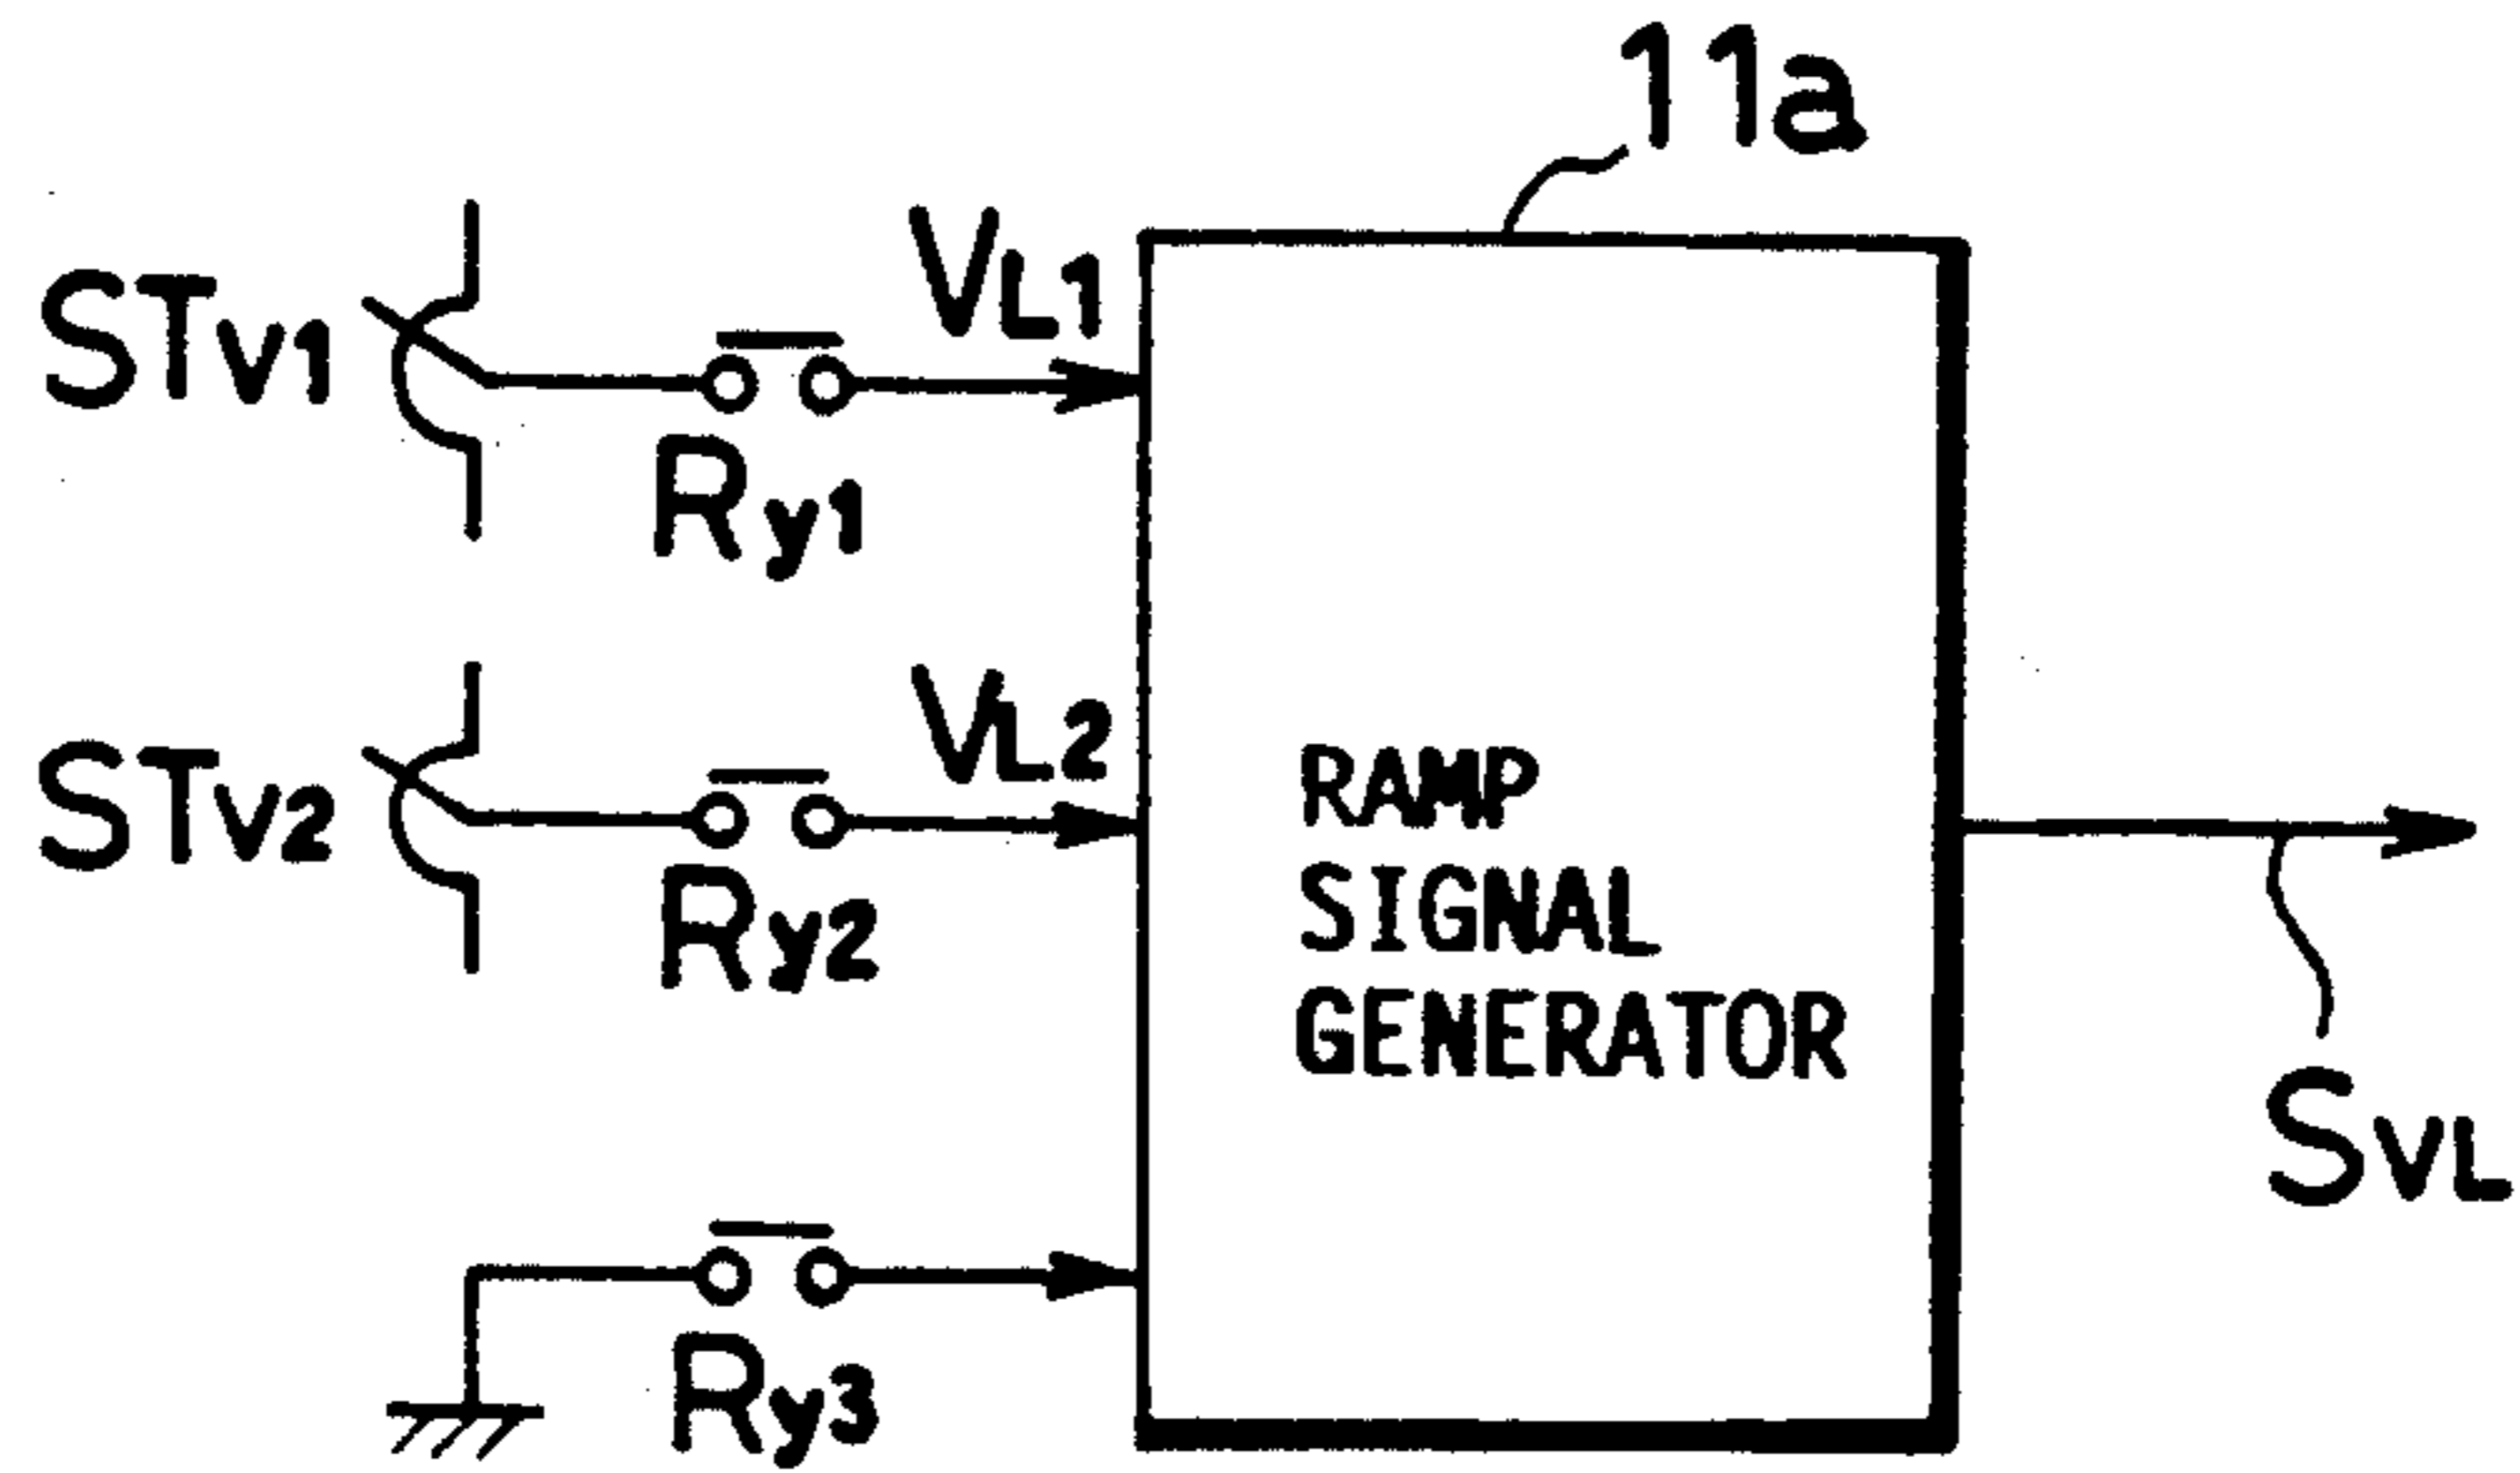 11a
STV1
VL1
Ry1
STV2
VL2
Ry2
RAMP
SIGNAL
GENERATOR
SVL
Ry3